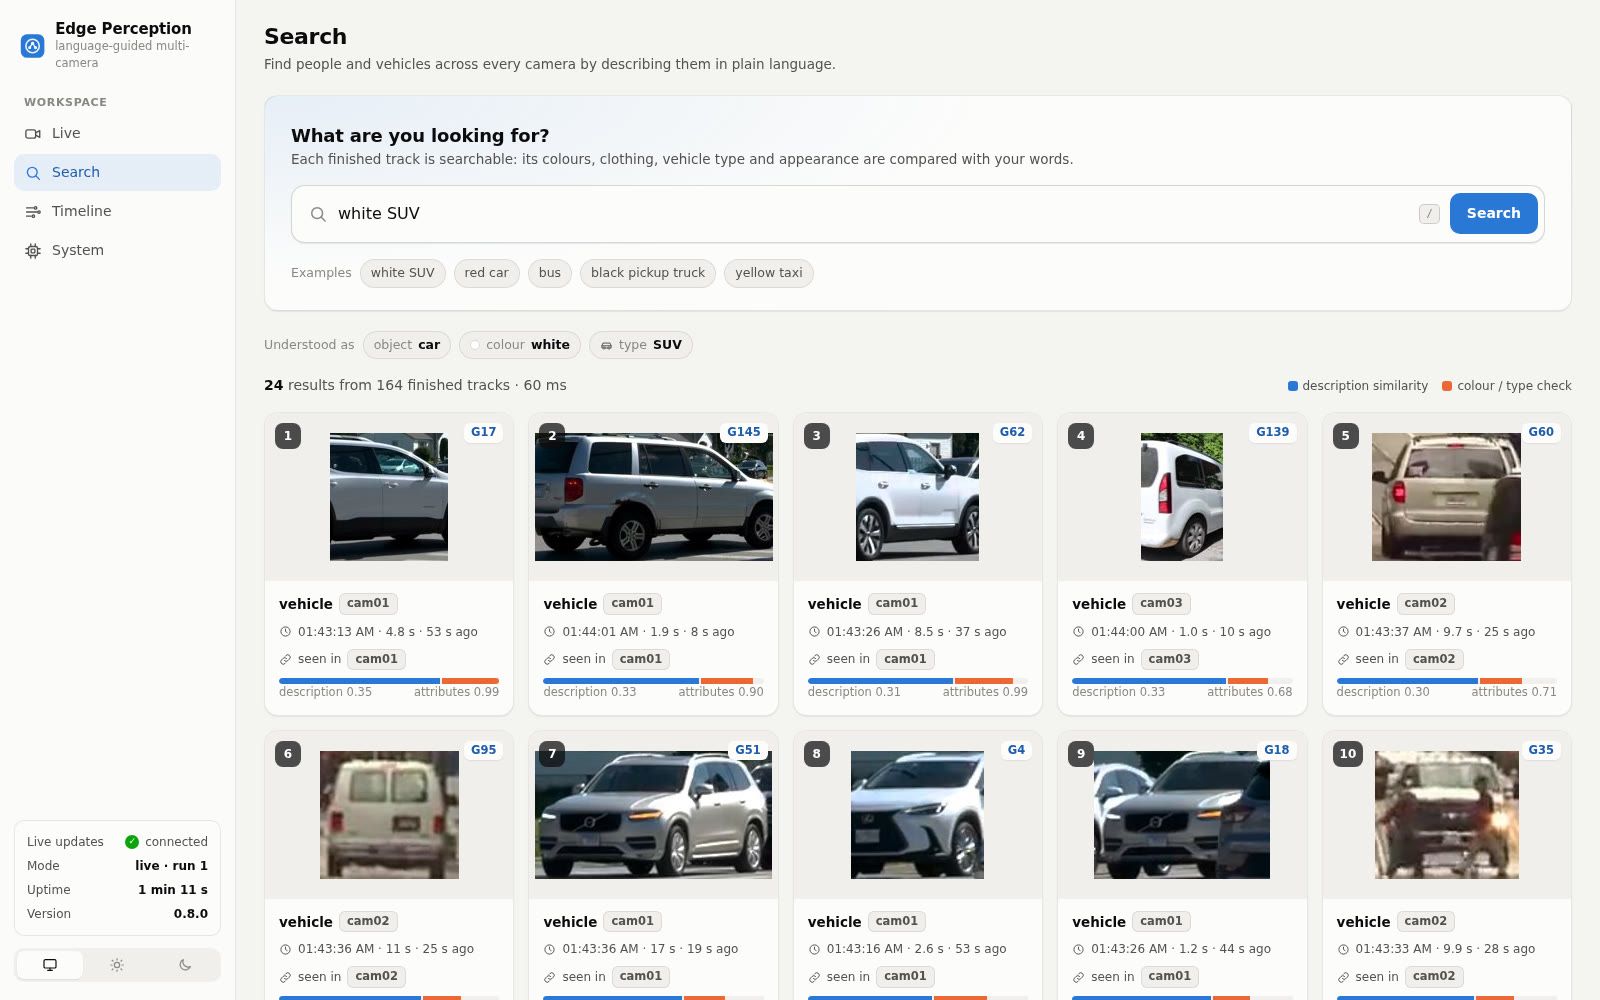 Edge Perception
language-guided multi-
camera
WORKSPACE
Live
Search
Timeline
System
Live updates connected
Mode live · run 1
Uptime 1 min 11 s
Version 0.8.0
Search
Find people and vehicles across every camera by describing them in plain language.
What are you looking for?
Each finished track is searchable: its colours, clothing, vehicle type and appearance are compared with your words.
white SUV / Search
Examples white SUV red car bus black pickup truck yellow taxi
Understood as object car colour white type SUV
24 results from 164 finished tracks · 60 ms description similarity colour / type check
1 G17
vehicle cam01
01:43:13 AM · 4.8 s · 53 s ago
seen in cam01
description 0.35 attributes 0.99
2 G145
vehicle cam01
01:44:01 AM · 1.9 s · 8 s ago
seen in cam01
description 0.33 attributes 0.90
3 G62
vehicle cam01
01:43:26 AM · 8.5 s · 37 s ago
seen in cam01
description 0.31 attributes 0.99
4 G139
vehicle cam03
01:44:00 AM · 1.0 s · 10 s ago
seen in cam03
description 0.33 attributes 0.68
5 G60
vehicle cam02
01:43:37 AM · 9.7 s · 25 s ago
seen in cam02
description 0.30 attributes 0.71
6 G95
vehicle cam02
01:43:36 AM · 11 s · 25 s ago
seen in cam02
7 G51
vehicle cam01
01:43:36 AM · 17 s · 19 s ago
seen in cam01
8 G4
vehicle cam01
01:43:16 AM · 2.6 s · 53 s ago
seen in cam01
9 G18
vehicle cam01
01:43:26 AM · 1.2 s · 44 s ago
seen in cam01
10 G35
vehicle cam02
01:43:33 AM · 9.9 s · 28 s ago
seen in cam02